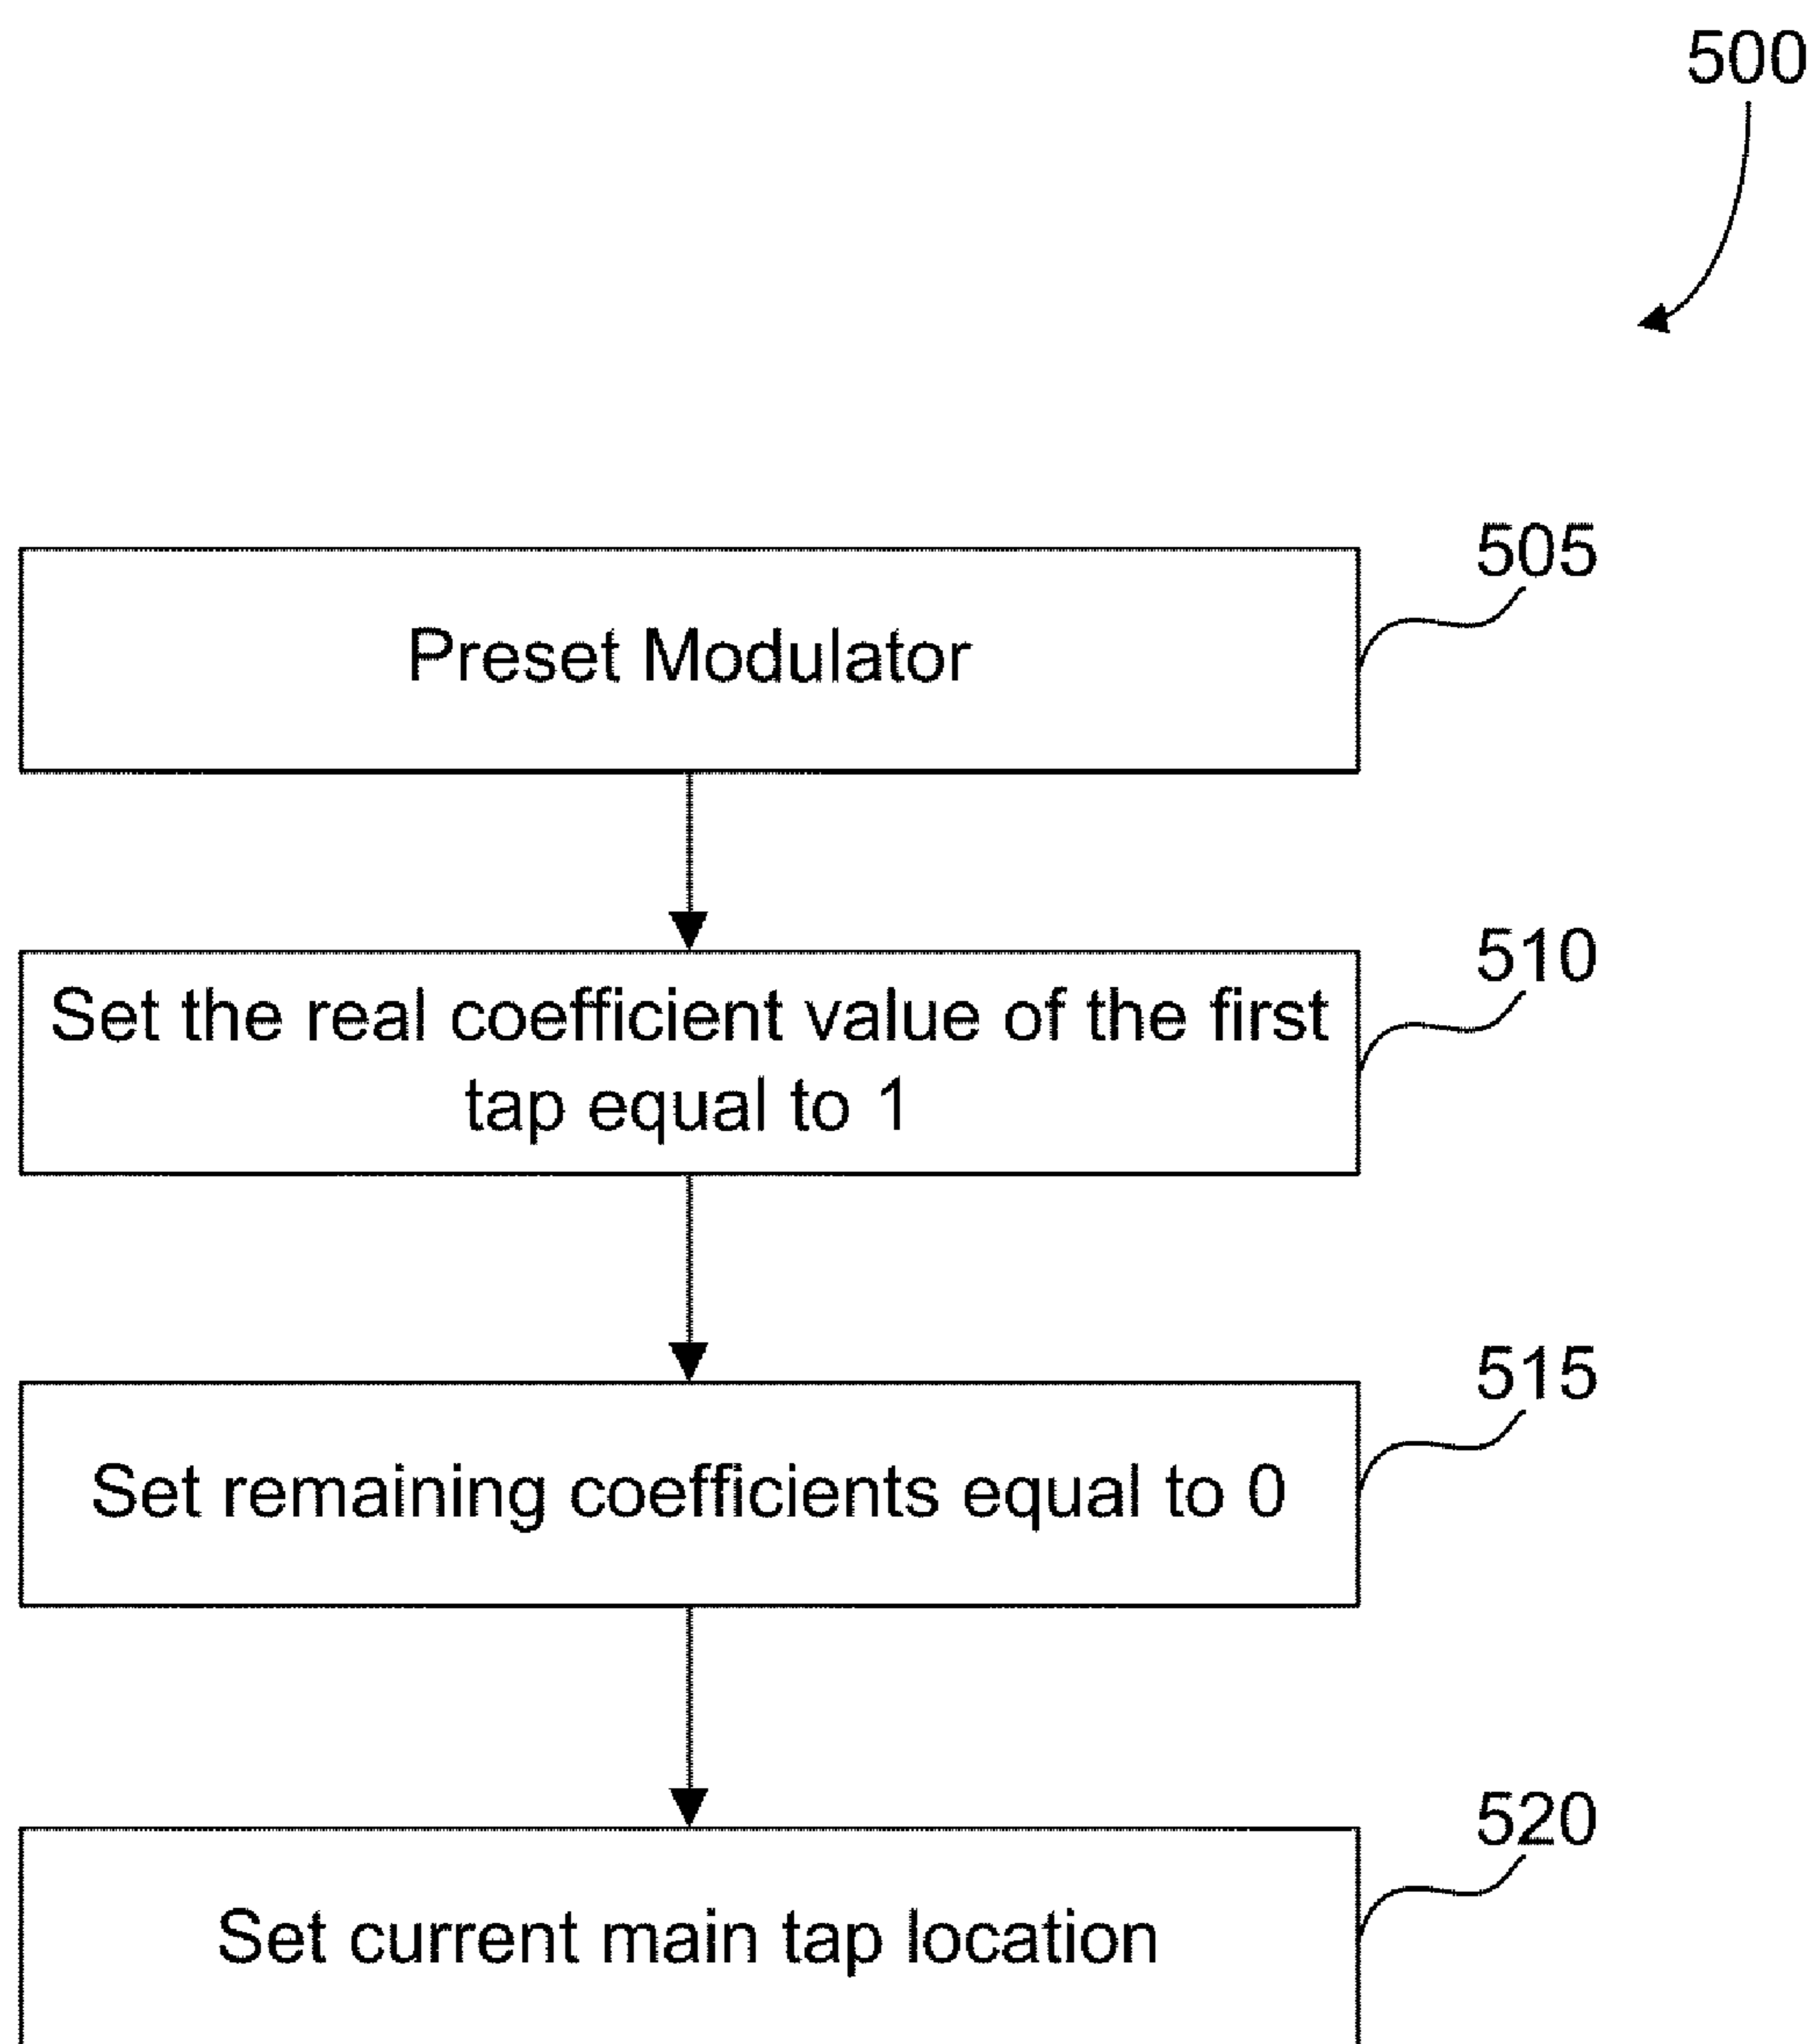 500
505
Preset Modulator
510
Set the real coefficient value of the first
tap equal to 1
515
Set remaining coefficients equal to 0
520
Set current main tap location